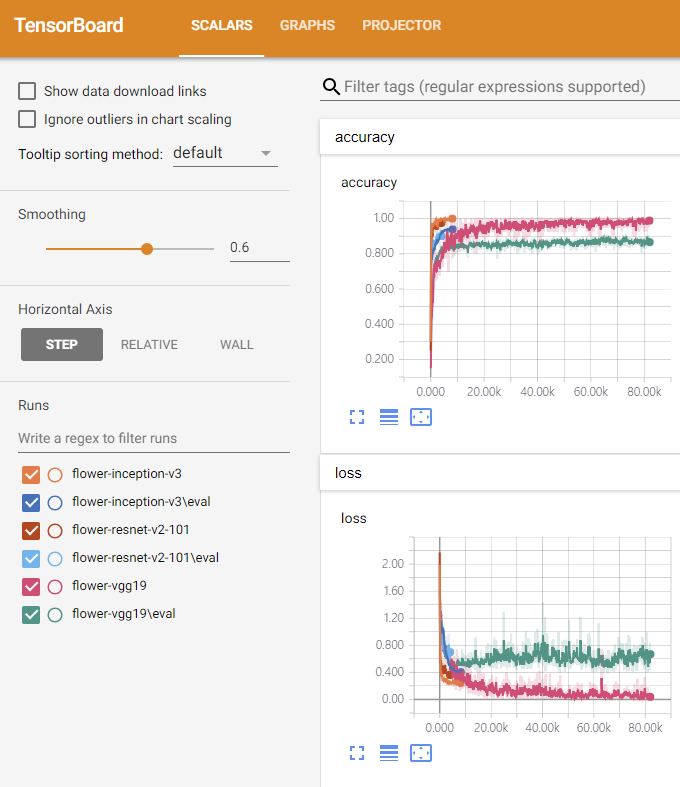 TensorBoard SCALARS GRAPHS PROJECTOR
Show data download links
Ignore outliers in chart scaling
Tooltip sorting method: default
Smoothing
0.6
Horizontal Axis
STEP RELATIVE WALL
Runs
Write a regex to filter runs
flower-inception-v3
flower-inception-v3\eval
flower-resnet-v2-101
flower-resnet-v2-101\eval
flower-vgg19
flower-vgg19\eval
Filter tags (regular expressions supported)
accuracy
accuracy
1.00
0.800
0.600
0.400
0.200
0.000 20.00k 40.00k 60.00k 80.00k
loss
loss
2.00
1.60
1.20
0.800
0.400
0.00
0.000 20.00k 40.00k 60.00k 80.00k